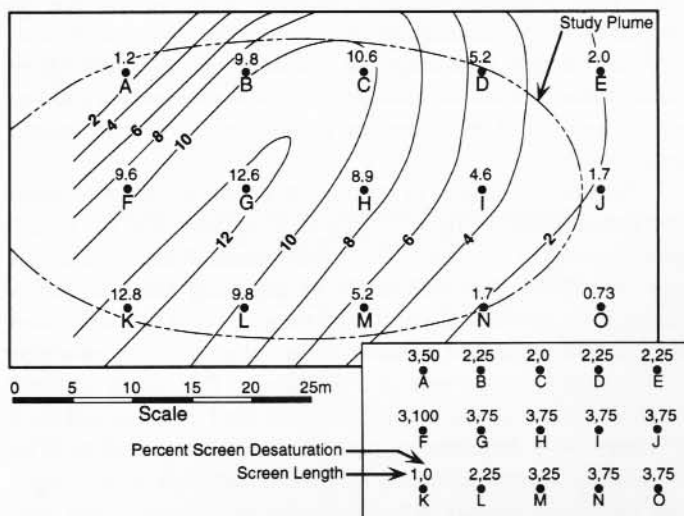 Study Plume
1.2 9.8 10.6 5.2 2.0
A B C D E
2 4 6 8 10
9.6 12.6 8.9 4.6 1.7
F G H I J
12 10 8 6 4 2
12.8 9.8 5.2 1.7 0.73
K L M N O
0 5 10 15 20 25m
Scale
3,50 2,25 2,0 2,25 2,25
A B C D E
3,100 3,75 3,75 3,75 3,75
F G H I J
Percent Screen Desaturation
Screen Length
1,0 2,25 3,25 3,75 3,75
K L M N O